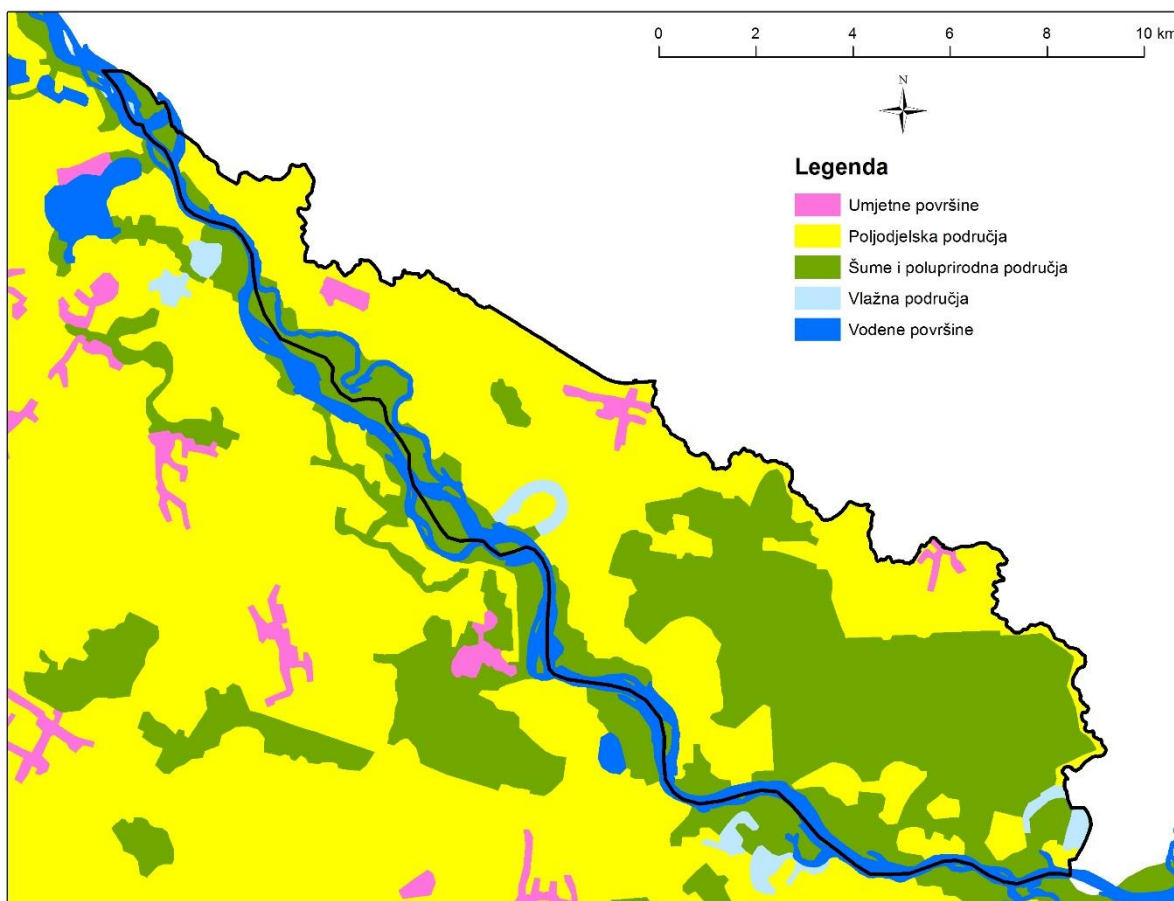 0 2 4 6 8 10 km
N
Legenda
Umjetne površine
Poljodjelska područja
Šume i poluprirodna područja
Vlažna područja
Vodene površine